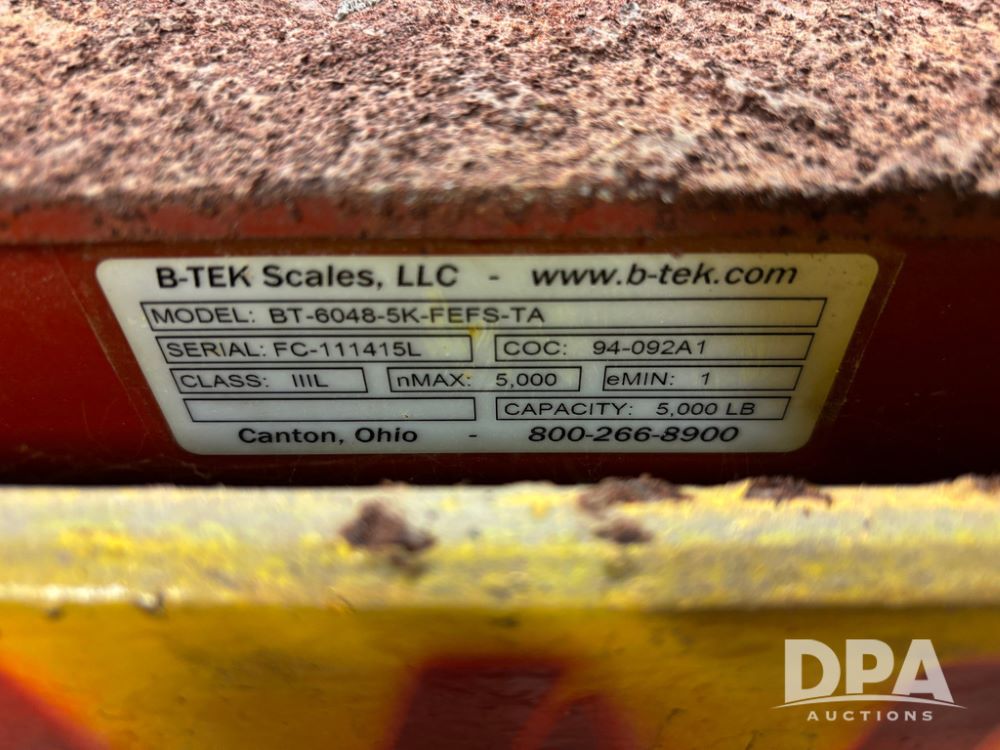 B-TEK Scales, LLC - www.b-tek.com
MODEL: BT-6048-5K-FEFS-TA
SERIAL: FC-111415L COC: 94-092A1
CLASS: IIIL nMAX: 5,000 eMIN: 1
CAPACITY: 5,000 LB
Canton, Ohio - 800-266-8900
DPA
AUCTIONS